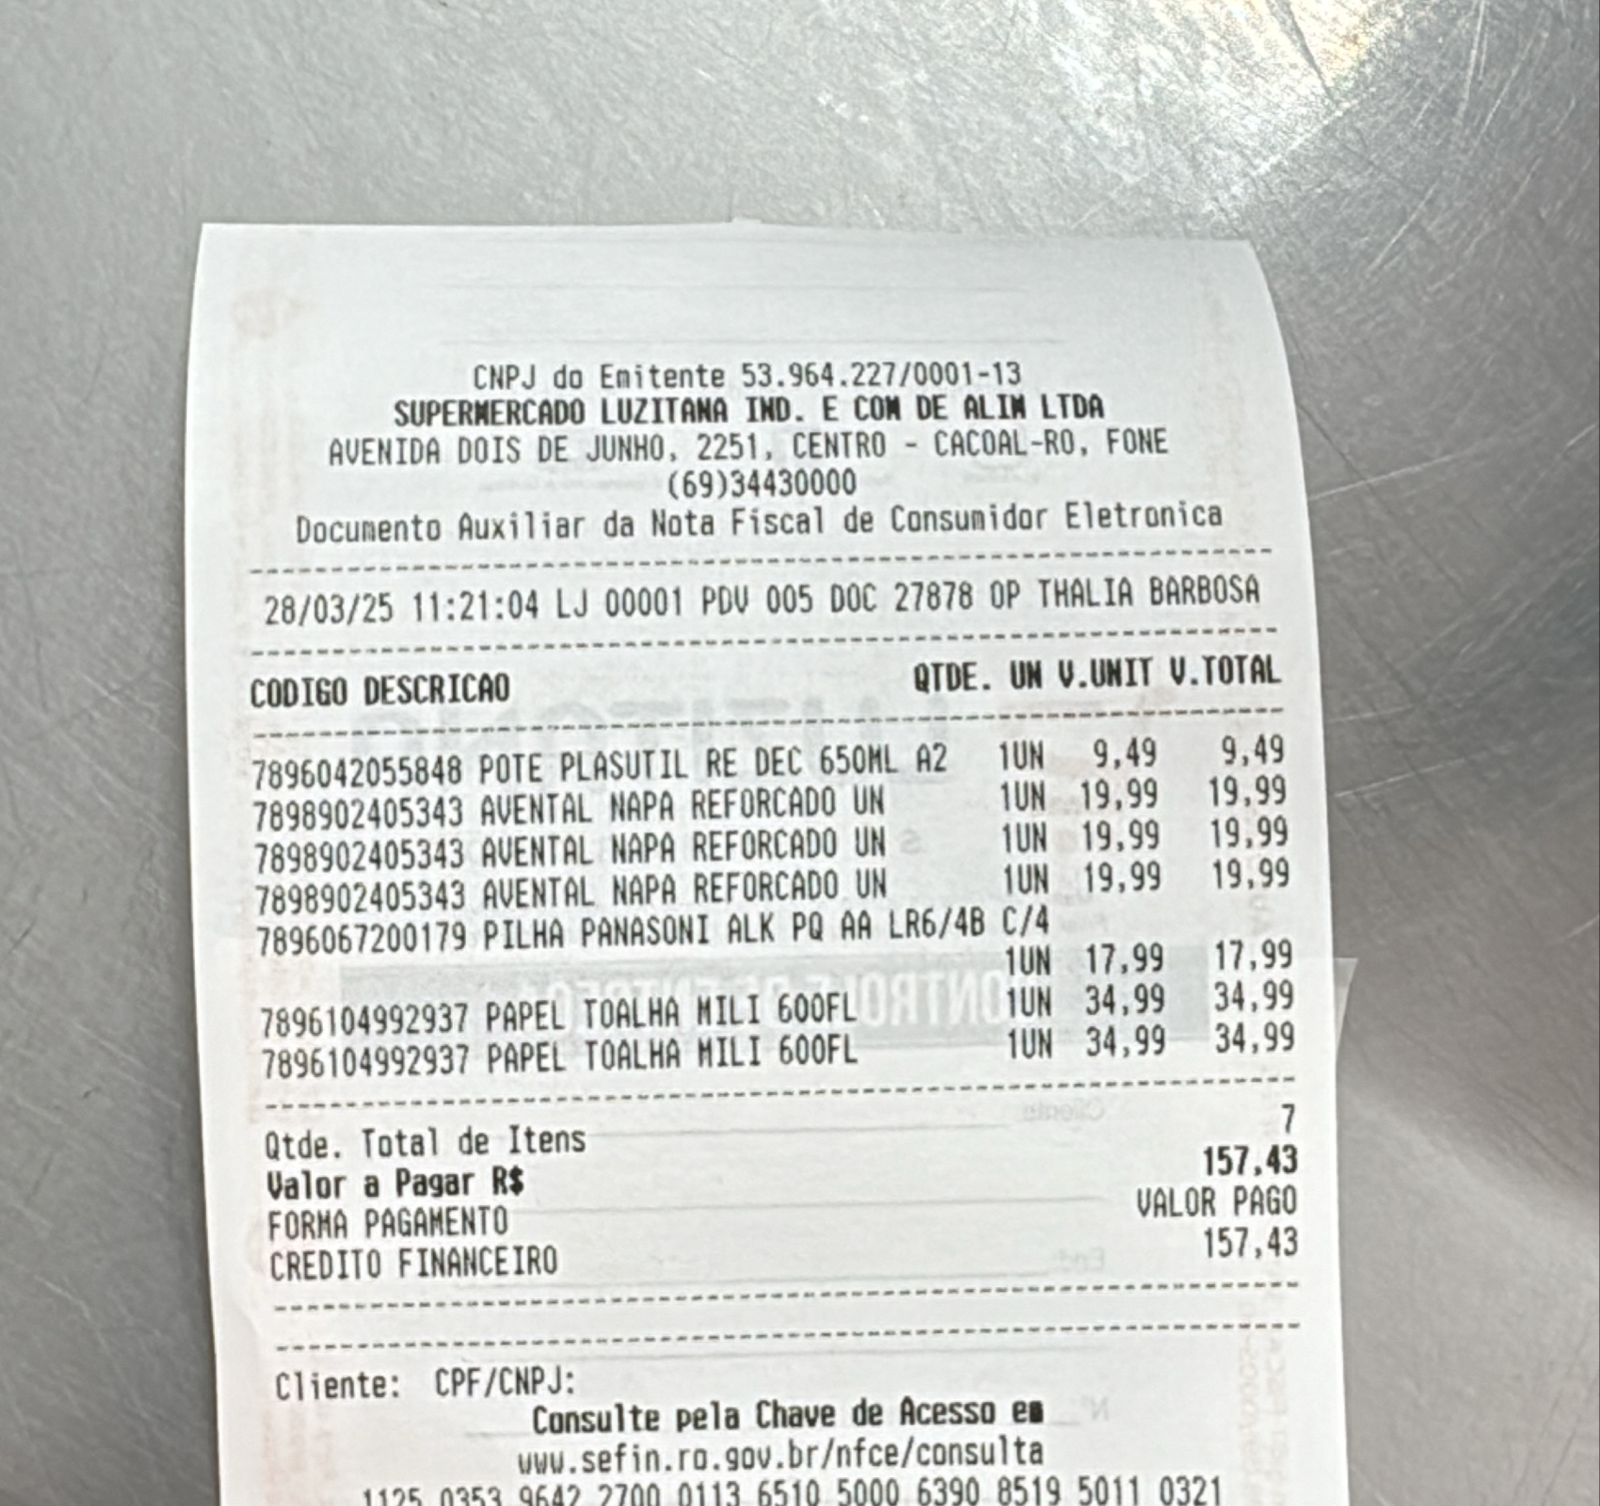 CNPJ do Emitente 53.964.227/0001-13
SUPERMERCADO LUZITANA IND. E COM DE ALIM LTDA
AVENIDA DOIS DE JUNHO, 2251, CENTRO - CACOAL-RO, FONE
(69)34430000
Documento Auxiliar da Nota Fiscal de Consumidor Eletronica
28/03/25 11:21:04 LJ 00001 PDV 005 DOC 27878 OP THALIA BARBOSA
CODIGO DESCRICAO QTDE. UN V.UNIT V.TOTAL
7896042055848 POTE PLASUTIL RE DEC 650ML A2 1UN 9,49 9,49
7898902405343 AVENTAL NAPA REFORCADO UN 1UN 19,99 19,99
7898902405343 AVENTAL NAPA REFORCADO UN 1UN 19,99 19,99
7898902405343 AVENTAL NAPA REFORCADO UN 1UN 19,99 19,99
7896067200179 PILHA PANASONI ALK PQ AA LR6/4B C/4
1UN 17,99 17,99
7896104992937 PAPEL TOALHA MILI 600FL 1UN 34,99 34,99
7896104992937 PAPEL TOALHA MILI 600FL 1UN 34,99 34,99
Qtde. Total de Itens 7
Valor a Pagar R$ 157,43
FORMA PAGAMENTO VALOR PAGO
CREDITO FINANCEIRO 157,43
Cliente: CPF/CNPJ:
Consulte pela Chave de Acesso em
www.sefin.ro.gov.br/nfce/consulta
1125 0353 9642 2700 0113 6510 5000 6390 8519 5011 0321